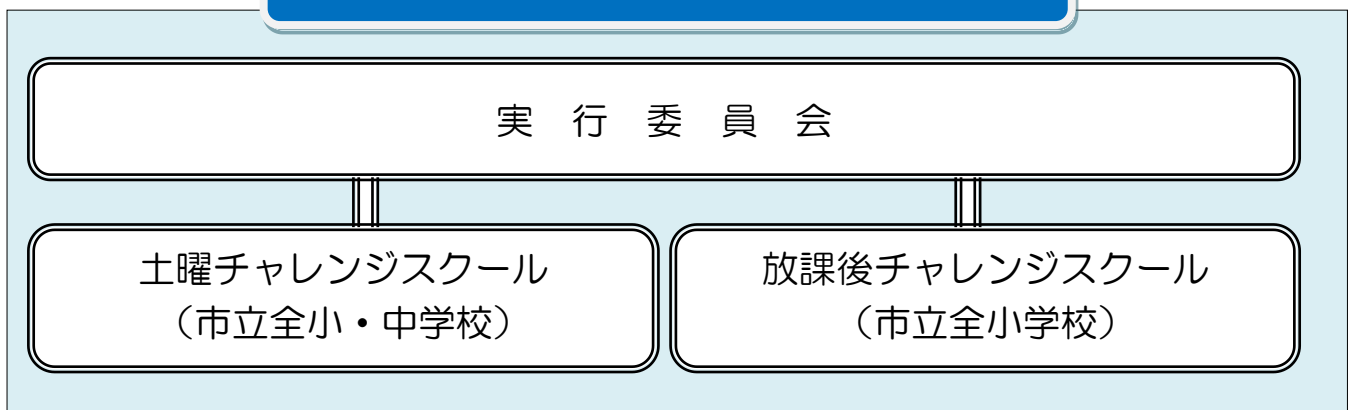 実　行　委　員　会
土曜チャレンジスクール
（市立全小・中学校）
放課後チャレンジスクール
（市立全小学校）